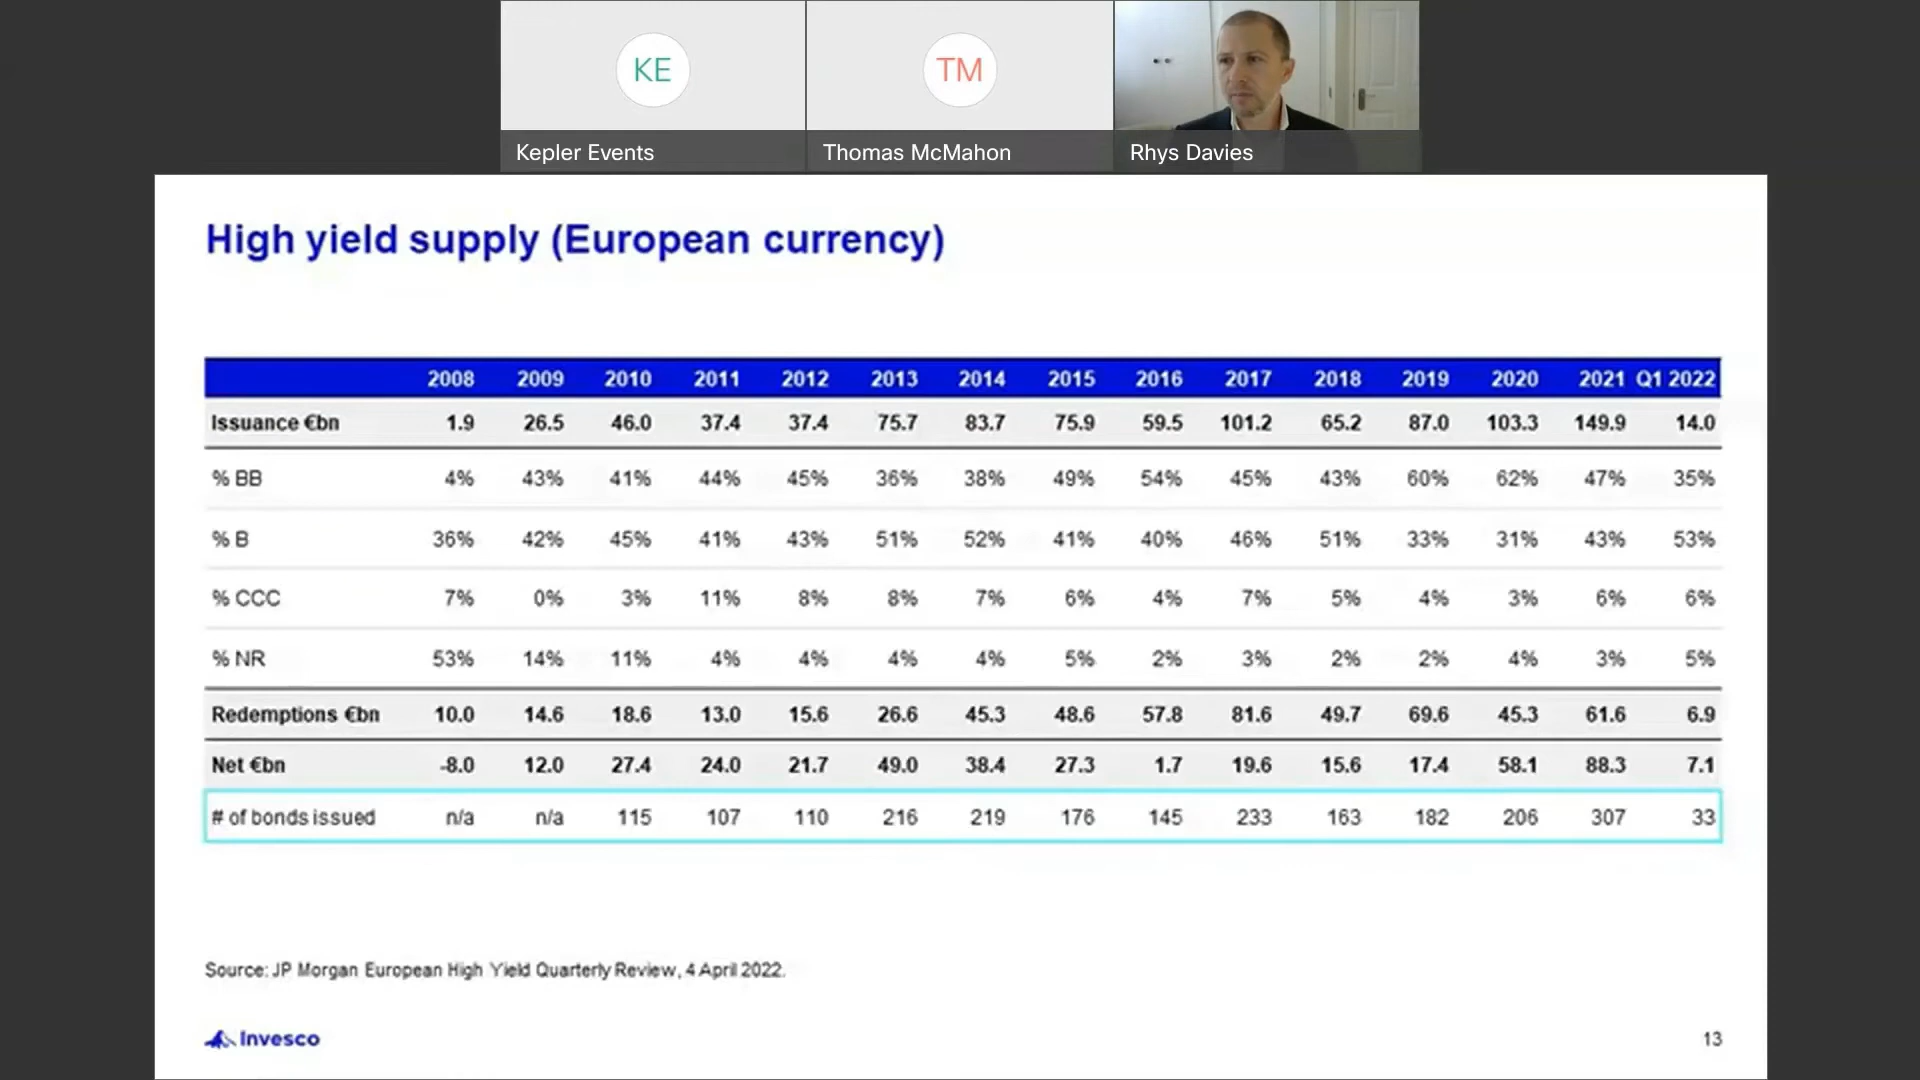 KE
TM
Kepler Events
Thomas McMahon
Rhys Davies
High yield supply (European currency)
2008 2009 2010 2011 2012 2013 2014 2015 2016 2017 2018 2019 2020 2021 Q1 2022
Issuance €bn 1.9 26.5 46.0 37.4 37.4 75.7 83.7 75.9 59.5 101.2 65.2 87.0 103.3 149.9 14.0
% BB 4% 43% 41% 44% 45% 36% 38% 49% 54% 45% 43% 60% 62% 47% 35%
% B 36% 42% 45% 41% 43% 51% 52% 41% 40% 46% 51% 33% 31% 43% 53%
% CCC 7% 0% 3% 11% 8% 8% 7% 6% 4% 7% 5% 4% 3% 6% 6%
% NR 53% 14% 11% 4% 4% 4% 4% 5% 2% 3% 2% 2% 4% 3% 5%
Redemptions €bn 10.0 14.6 18.6 13.0 15.6 26.6 45.3 48.6 57.8 81.6 49.7 69.6 45.3 61.6 6.9
Net €bn -8.0 12.0 27.4 24.0 21.7 49.0 38.4 27.3 1.7 19.6 15.6 17.4 58.1 88.3 7.1
# of bonds issued n/a n/a 115 107 110 216 219 176 145 233 163 182 206 307 33
Source: JP Morgan European High Yield Quarterly Review, 4 April 2022.
Invesco
13